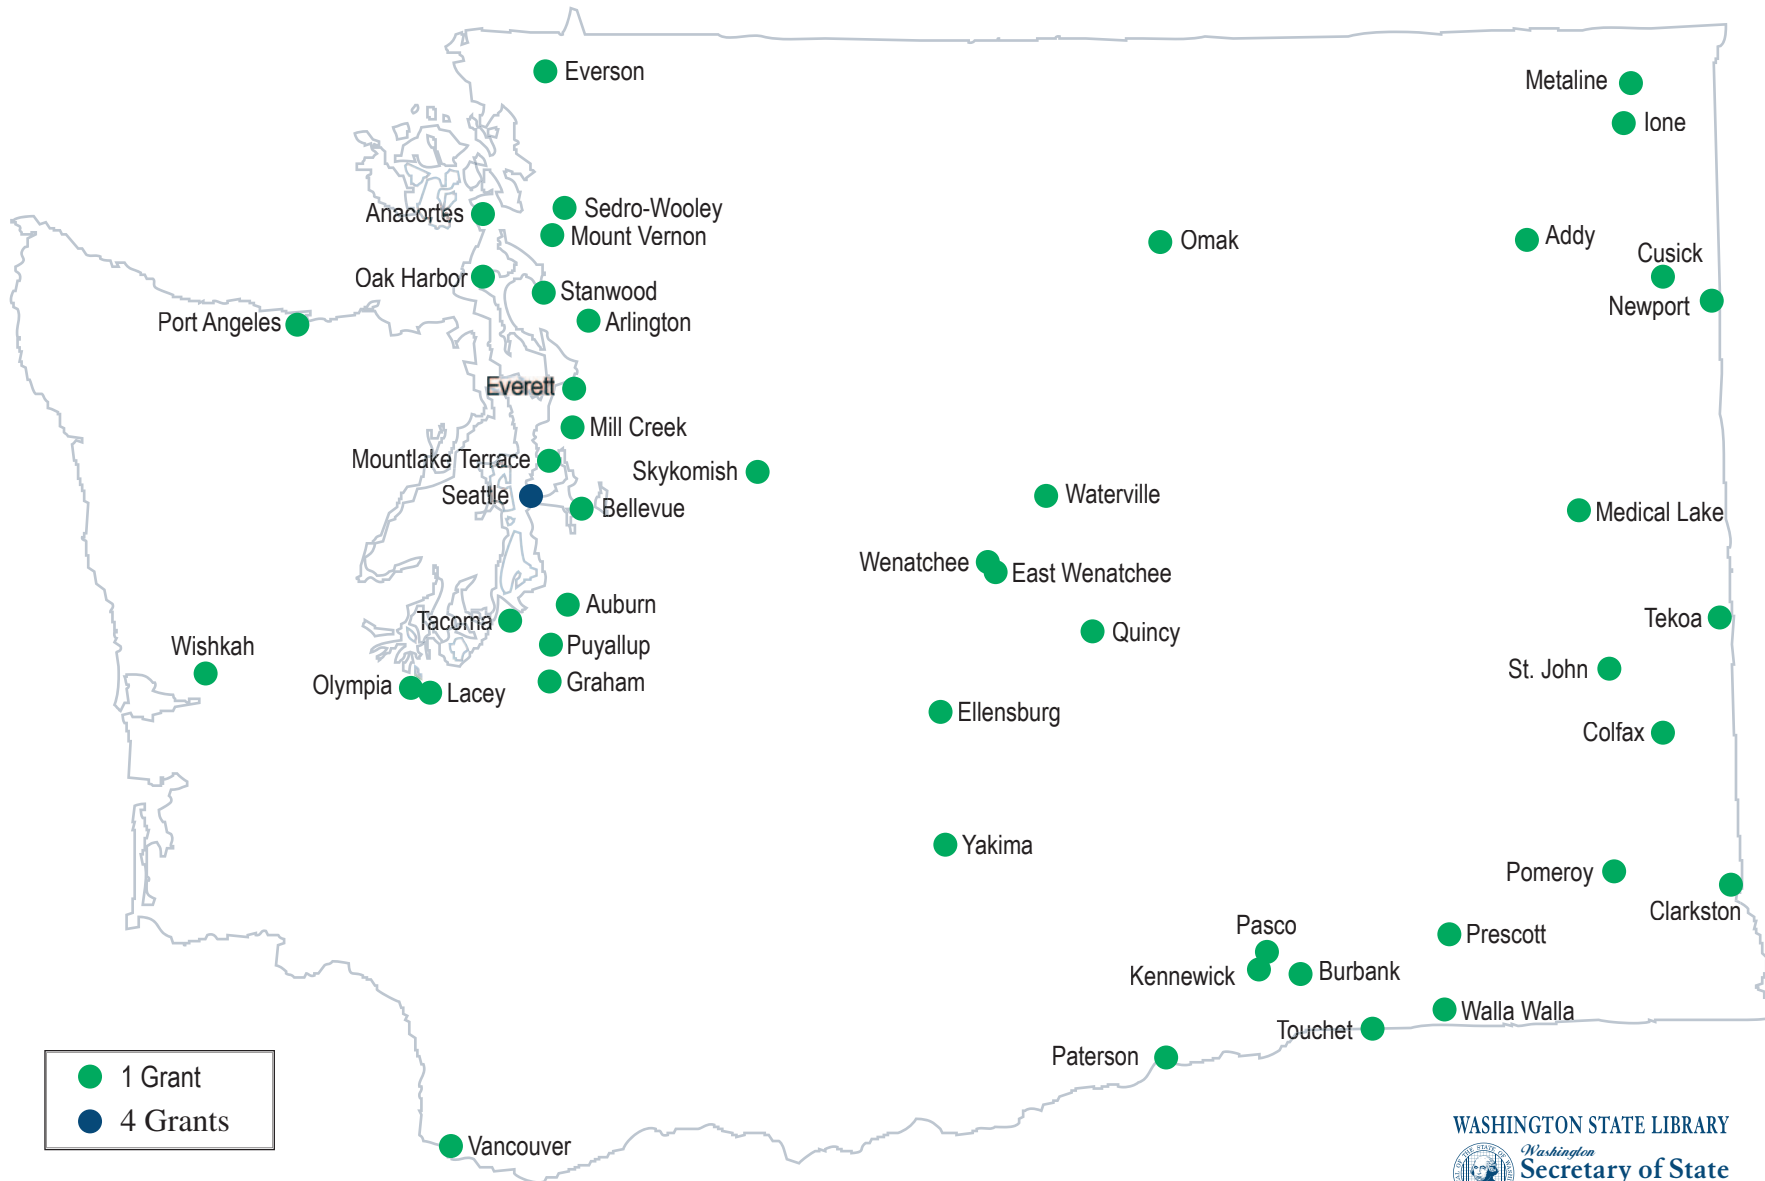 Everson
Metaline
Ione
Anacortes
Sedro-Wooley
Mount Vernon
Omak
Addy
Cusick
Oak Harbor
Stanwood
Newport
Port Angeles
Arlington
Everett
Mill Creek
Mountlake Terrace
Skykomish
Seattle
Bellevue
Waterville
Medical Lake
Wenatchee
East Wenatchee
Auburn
Tacoma
Tekoa
Quincy
Wishkah
Puyallup
St. John
Olympia
Lacey
Graham
Ellensburg
Colfax
Yakima
Pomeroy
Clarkston
Pasco
Prescott
Kennewick
Burbank
Walla Walla
Touchet
Paterson
1 Grant
4 Grants
Vancouver
WASHINGTON STATE LIBRARY
Washington
Secretary of State